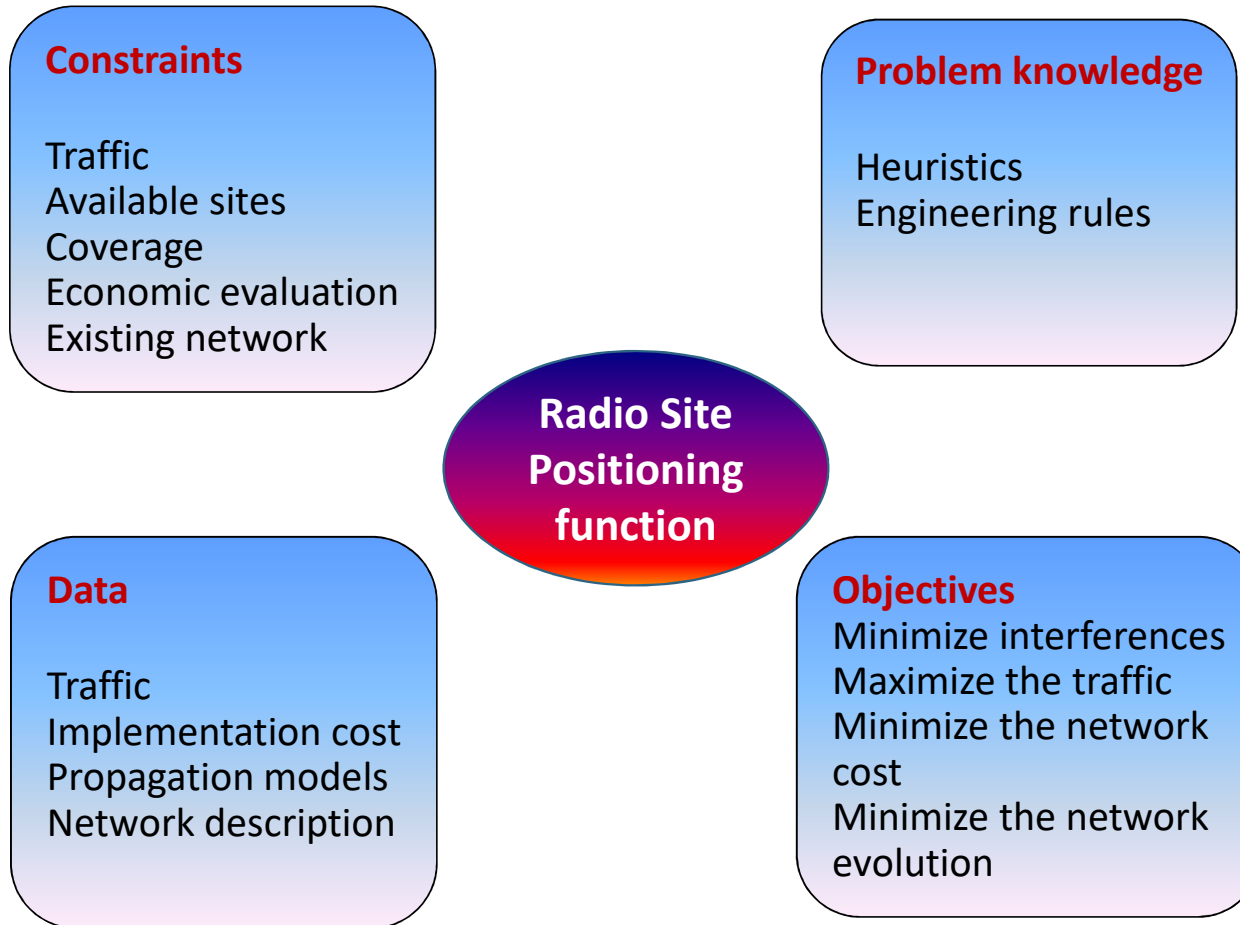 Constraints
Traffic
Available sites
Coverage
Economic evaluation
Existing network
Problem knowledge
Heuristics
Engineering rules
Radio Site
Positioning
function
Data
Traffic
Implementation cost
Propagation models
Network description
Objectives
Minimize interferences
Maximize the traffic
Minimize the network
cost
Minimize the network
evolution